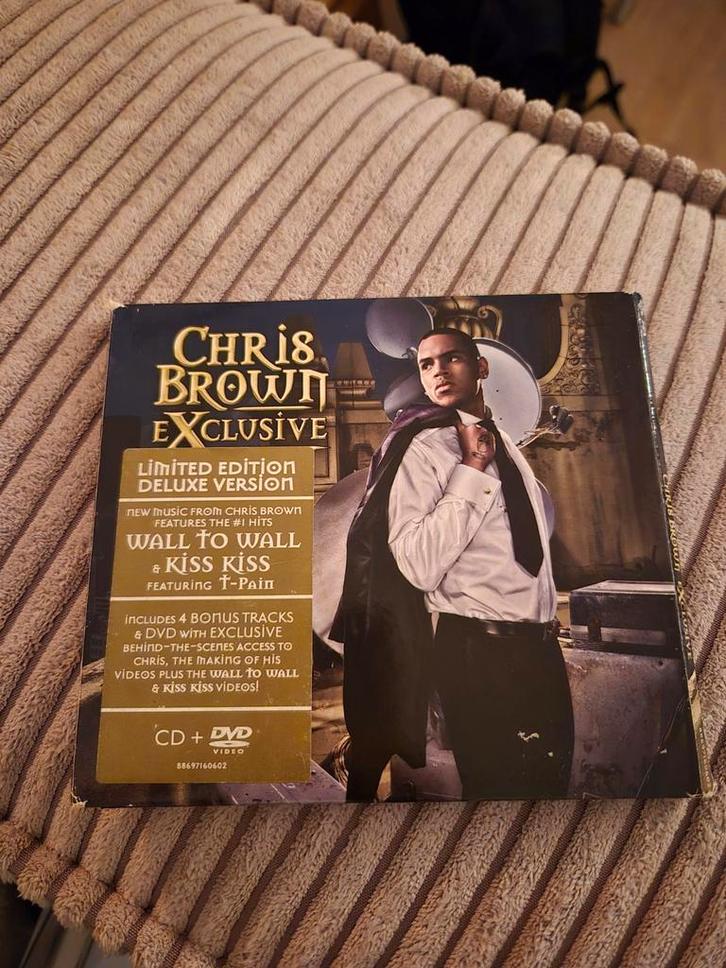 CHRIS
BROWN
EXCLUSIVE
LIMITED EDITION
DELUXE VERSION
NEW MUSIC FROM CHRIS BROWN
FEATURES THE #1 HITS
WALL TO WALL
& KISS KISS
FEATURING T-PAIN
INCLUDES 4 BONUS TRACKS
& DVD WITH EXCLUSIVE
BEHIND-THE-SCENES ACCESS TO
CHRIS, THE MAKING OF HIS
VIDEOS PLUS THE WALL TO WALL
& KISS KISS VIDEOS!
CD + DVD
VIDEO
88697160602
CHRIS BROWN